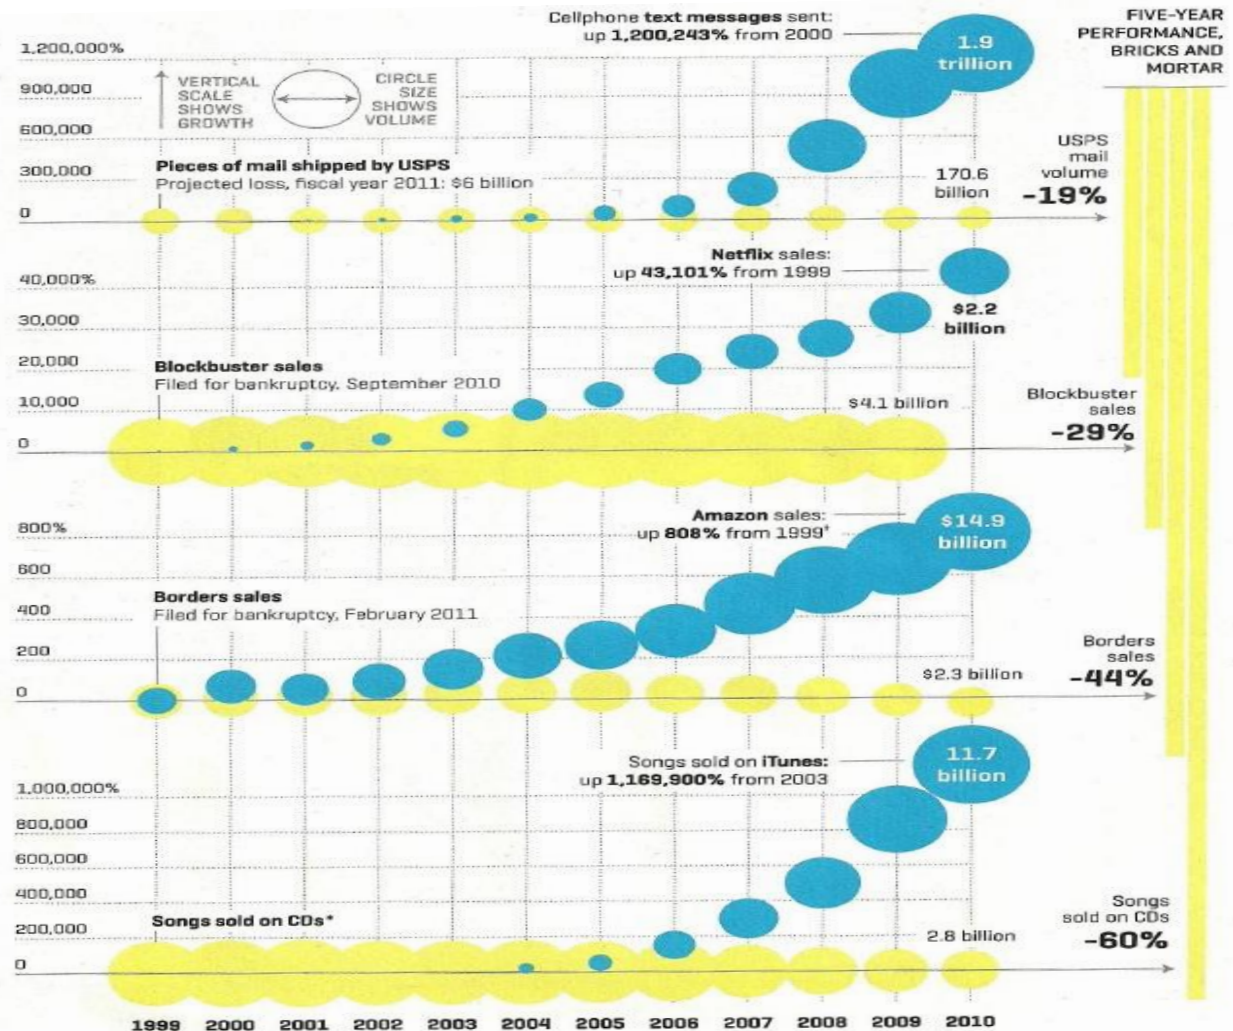 FIVE-YEAR
PERFORMANCE,
BRICKS AND
MORTAR
Cellphone text messages sent:
up 1,200,243% from 2000
1.9
trillion
1,200,000%
900,000
600,000
300,000
0
VERTICAL
SCALE
SHOWS
GROWTH
CIRCLE
SIZE
SHOWS
VOLUME
Pieces of mail shipped by USPS
Projected loss, fiscal year 2011: $6 billion
170.6
billion
USPS
mail
volume
-19%
Netflix sales:
up 43,101% from 1999
$2.2
billion
40,000%
30,000
20,000
10,000
0
Blockbuster sales
Filed for bankruptcy, September 2010
$4.1 billion
Blockbuster
sales
-29%
Amazon sales:
up 808% from 1999†
$14.9
billion
800%
600
400
200
0
Borders sales
Filed for bankruptcy, February 2011
$2.3 billion
Borders
sales
-44%
Songs sold on iTunes:
up 1,169,900% from 2003
11.7
billion
1,000,000%
800,000
600,000
400,000
200,000
0
Songs sold on CDs*
2.8 billion
Songs
sold on CDs
-60%
1999 2000 2001 2002 2003 2004 2005 2006 2007 2008 2009 2010